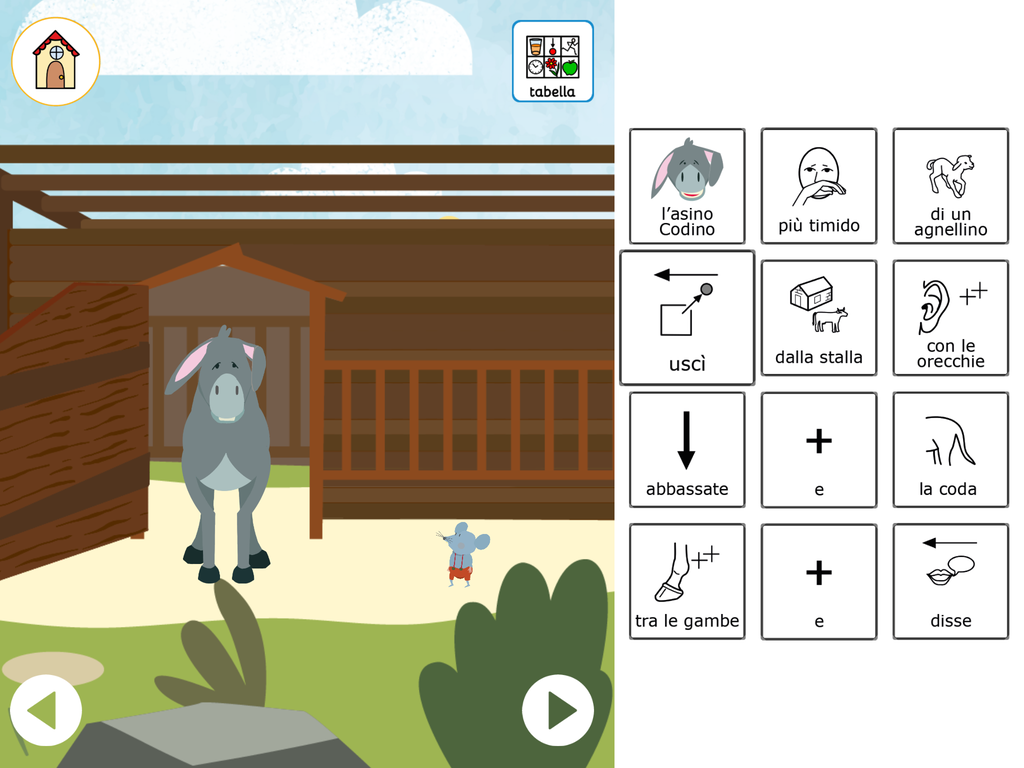 tabella
l'asino
Codino
più timido
di un
agnellino
uscì
dalla stalla
con le
orecchie
abbassate
e
la coda
tra le gambe
e
disse